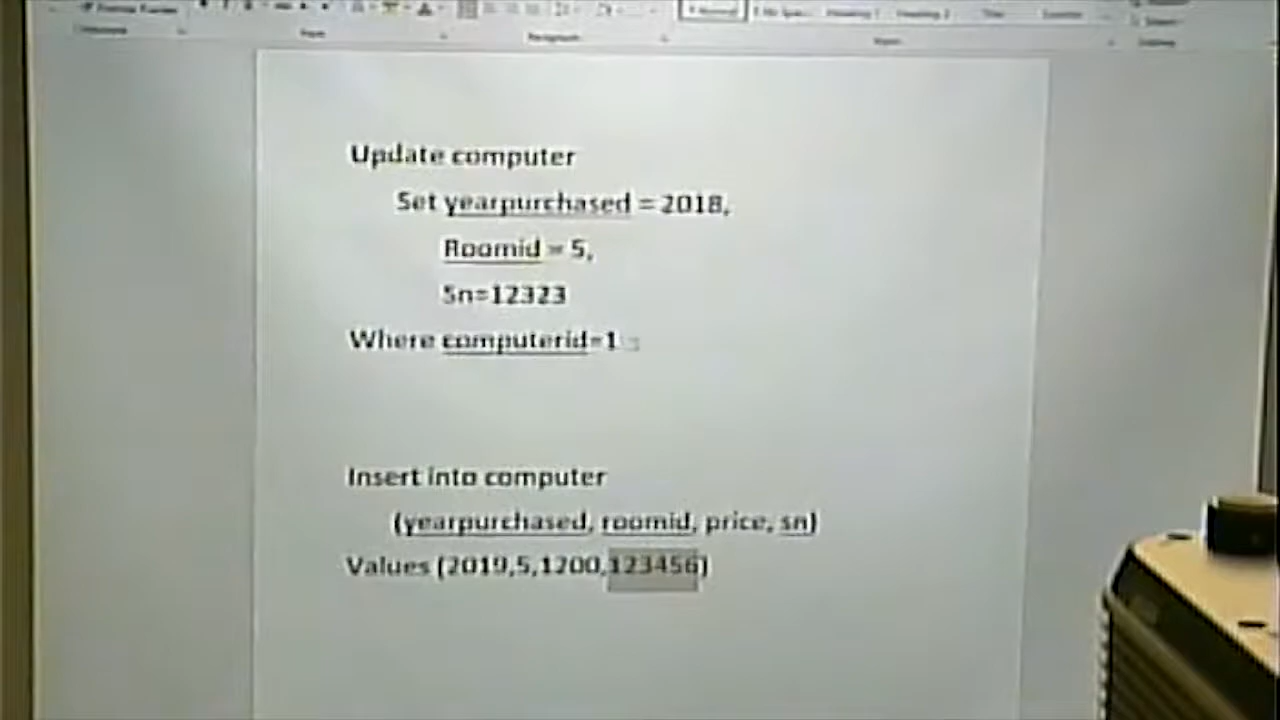 Update computer
Set yearpurchased = 2018,
Roomid = 5,
Sn=12323
Where computerid=1
Insert into computer
(yearpurchased, roomid, price, sn)
Values (2019,5,1200,123456)